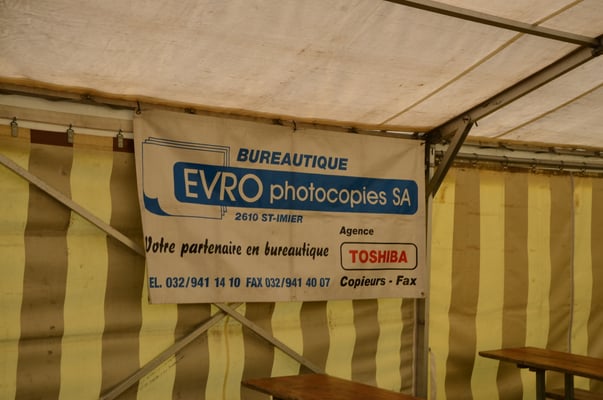 BUREAUTIQUE
EVRO photocopies SA
2610 ST-IMIER
Votre partenaire en bureautique
Agence
TOSHIBA
Copieurs - Fax
EL. 032/941 14 10 FAX 032/941 40 07